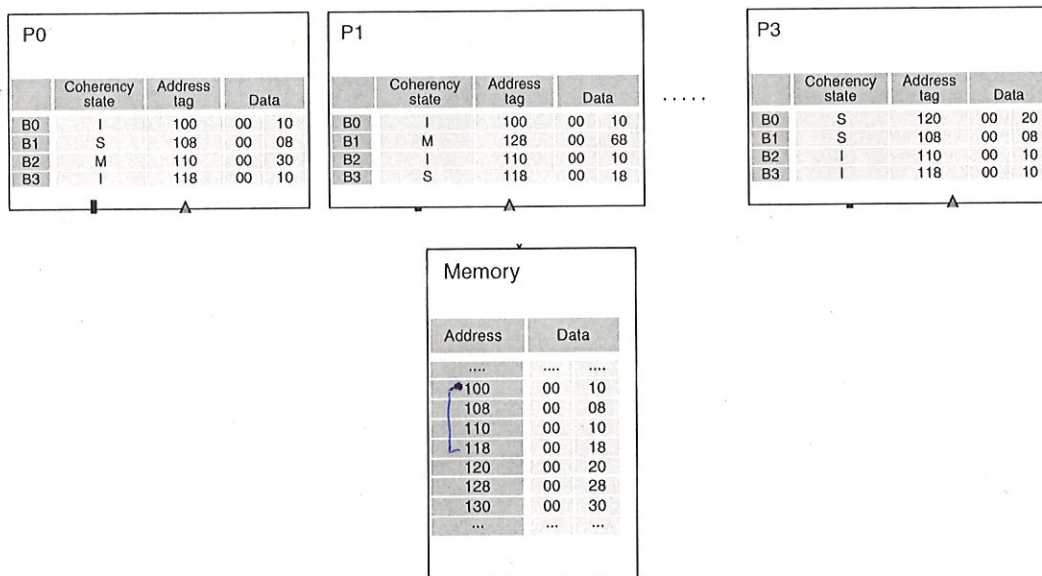 P0
Coherency state Address tag Data
B0 I 100 00 10
B1 S 108 00 08
B2 M 110 00 30
B3 I 118 00 10
P1
Coherency state Address tag Data
B0 I 100 00 10
B1 M 128 00 68
B2 I 110 00 10
B3 S 118 00 18
.....
P3
Coherency state Address tag Data
B0 S 120 00 20
B1 S 108 00 08
B2 I 110 00 10
B3 I 118 00 10
Memory
Address Data
.... .... ....
100 00 10
108 00 08
110 00 10
118 00 18
120 00 20
128 00 28
130 00 30
... ... ...